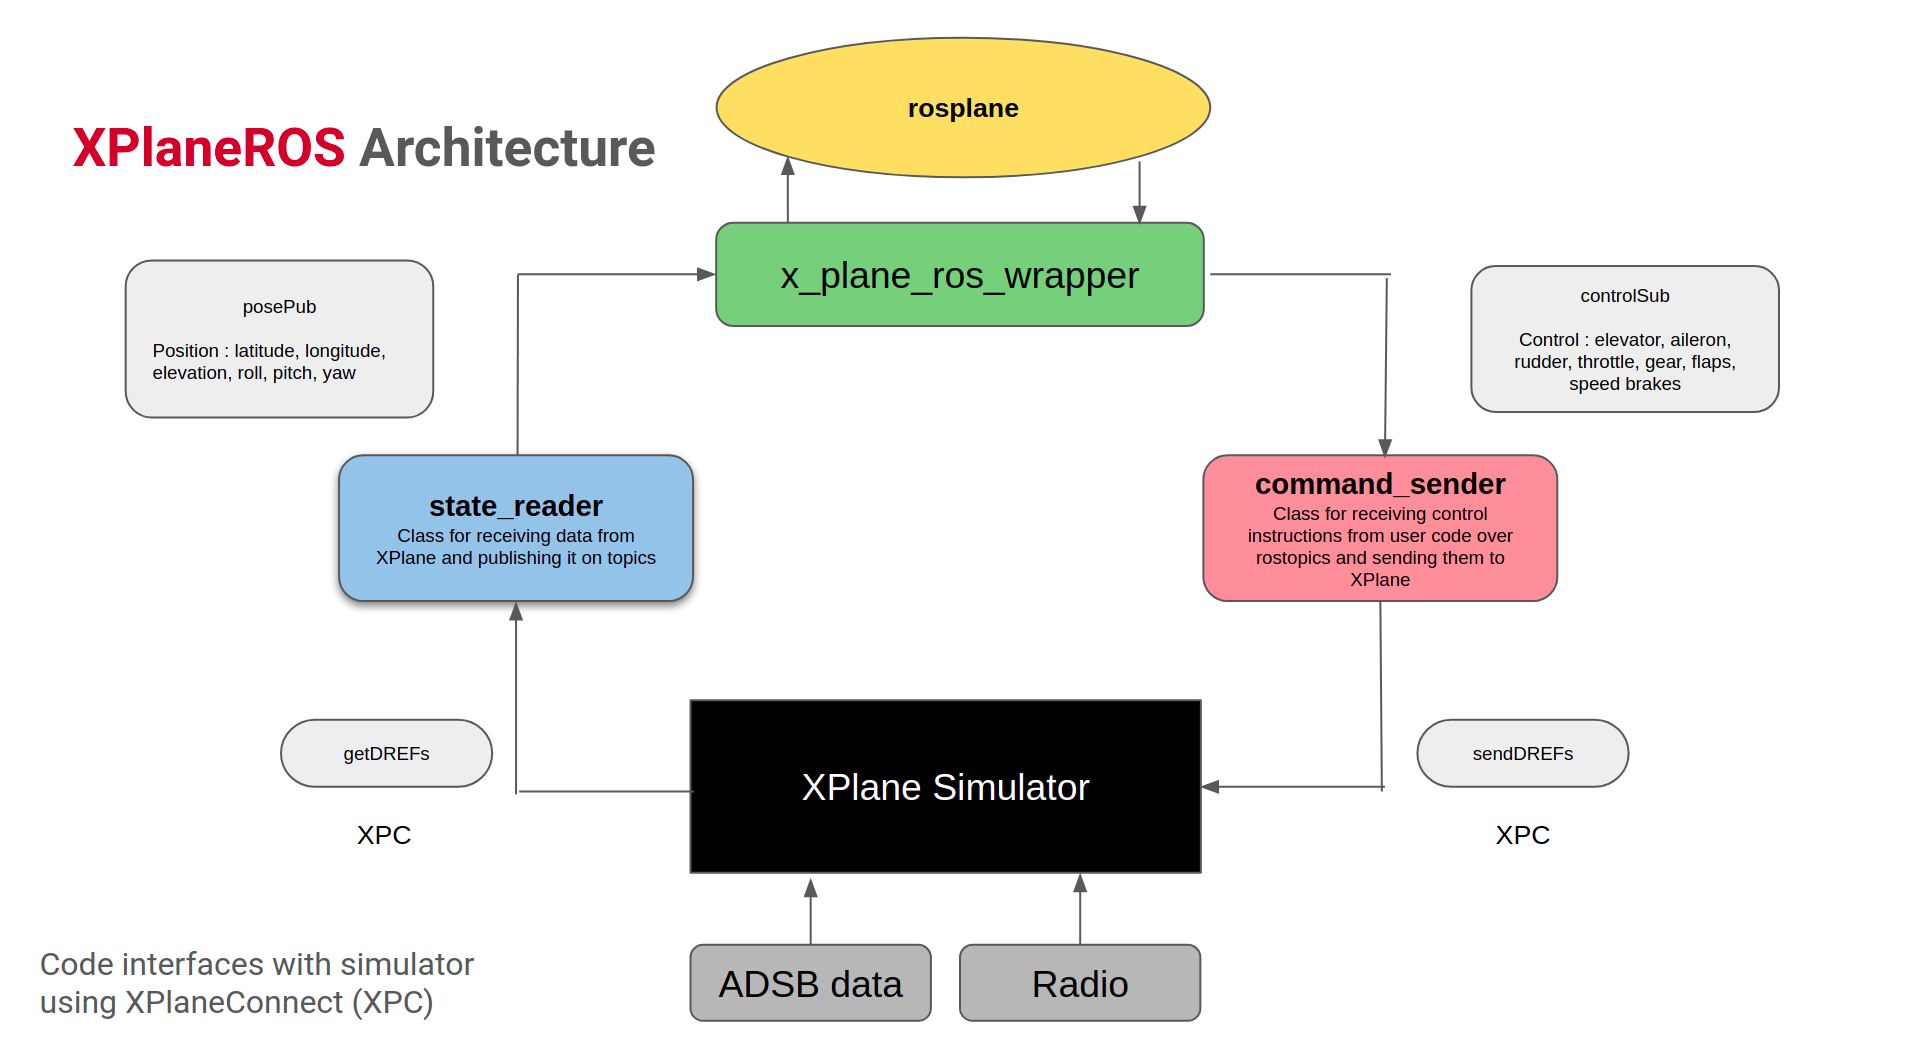 rosplane
XPlaneROS Architecture
x_plane_ros_wrapper
posePub
Position : latitude, longitude,
elevation, roll, pitch, yaw
controlSub
Control : elevator, aileron,
rudder, throttle, gear, flaps,
speed brakes
state_reader
Class for receiving data from
XPlane and publishing it on topics
command_sender
Class for receiving control
instructions from user code over
rostopics and sending them to
XPlane
getDREFs
XPC
XPlane Simulator
sendDREFs
XPC
Code interfaces with simulator
using XPlaneConnect (XPC)
ADSB data
Radio